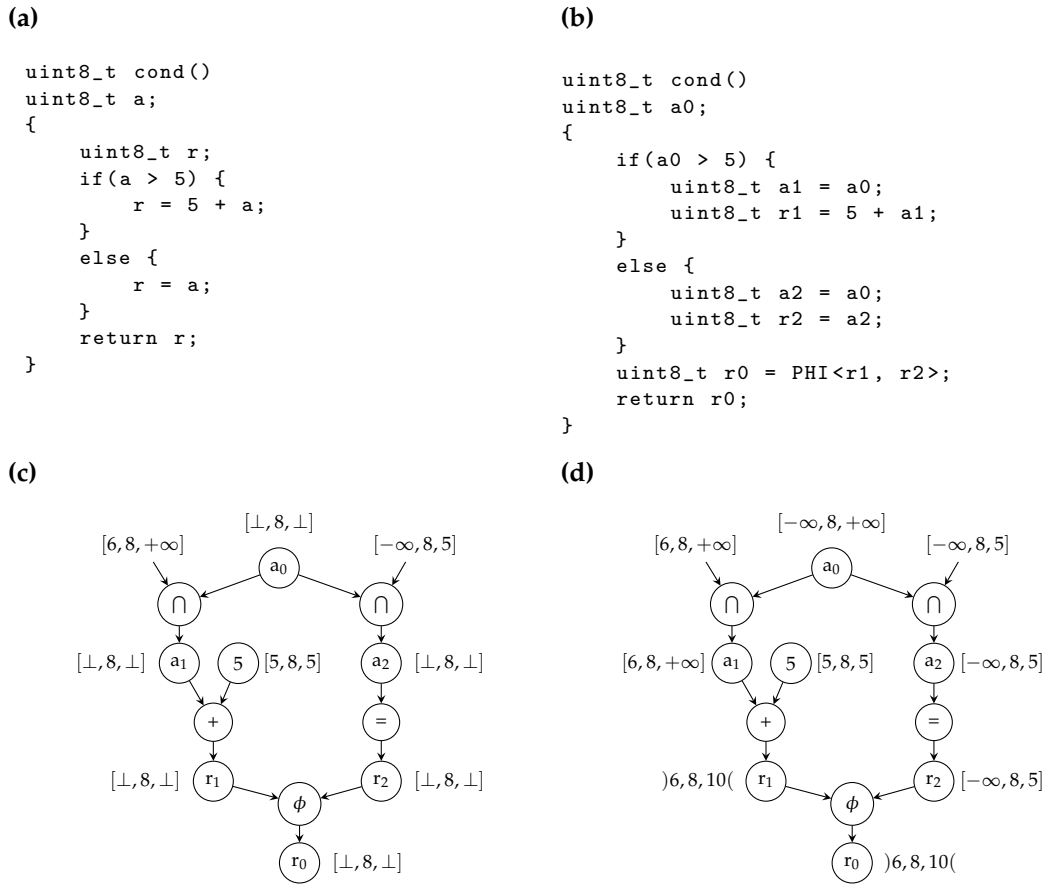 (a)
uint8_t cond()
uint8_t a;
{
uint8_t r;
if(a > 5) {
r = 5 + a;
}
else {
r = a;
}
return r;
}
(b)
uint8_t cond()
uint8_t a0;
{
if(a0 > 5) {
uint8_t a1 = a0;
uint8_t r1 = 5 + a1;
}
else {
uint8_t a2 = a0;
uint8_t r2 = a2;
}
uint8_t r0 = PHI<r1, r2>;
return r0;
}
(c)
[⊥, 8, ⊥]
[6, 8, +∞] [−∞, 8, 5]
a₀
⋂ ⋂
[⊥, 8, ⊥] a₁ 5 [5, 8, 5] a₂ [⊥, 8, ⊥]
+ =
[⊥, 8, ⊥] r₁ r₂ [⊥, 8, ⊥]
ϕ
r₀ [⊥, 8, ⊥]
(d)
[−∞, 8, +∞]
[6, 8, +∞] [−∞, 8, 5]
a₀
⋂ ⋂
[6, 8, +∞] a₁ 5 [5, 8, 5] a₂ [−∞, 8, 5]
+ =
)6, 8, 10( r₁ r₂ [−∞, 8, 5]
ϕ
r₀ )6, 8, 10(